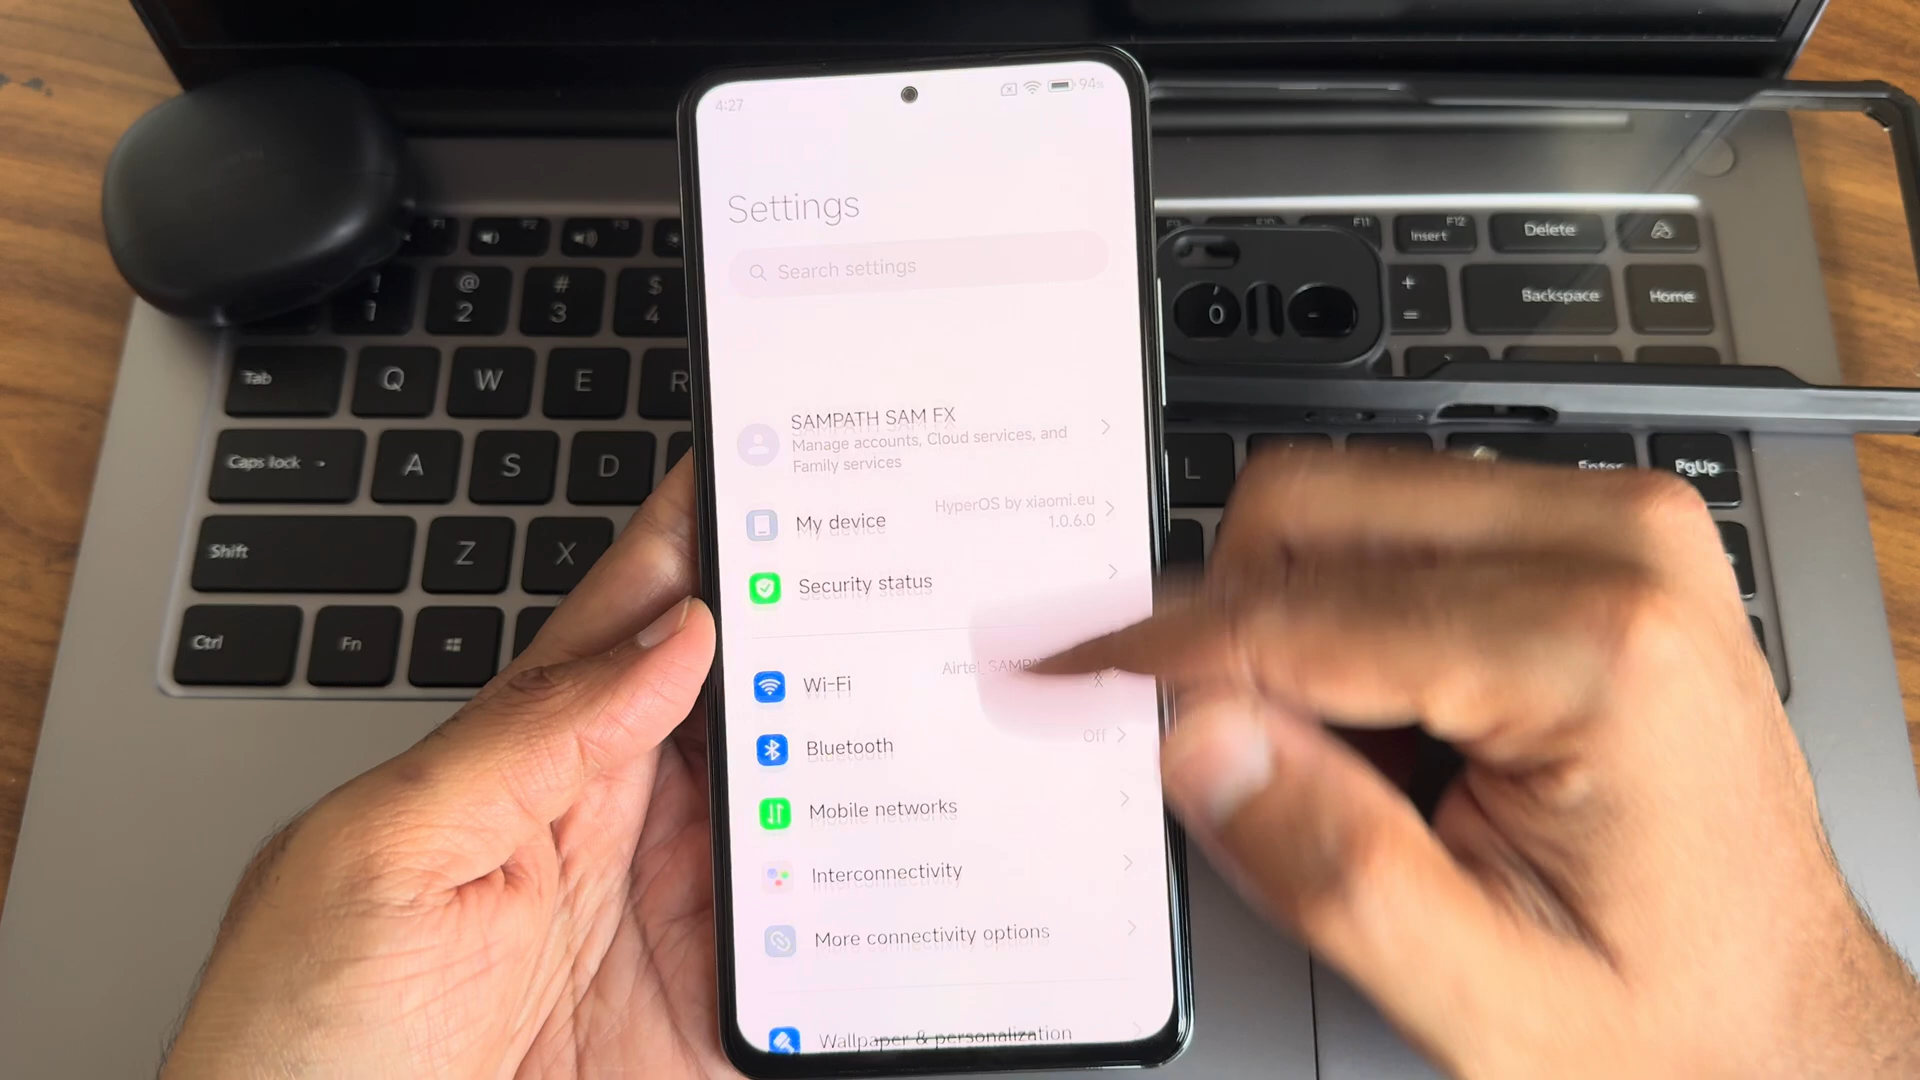 4:27
94%
Settings
Search settings
SAMPATH SAM FX
Manage accounts, Cloud services, and
Family services
My device
HyperOS by xiaomi.eu
1.0.6.0
Security status
Wi-Fi
Airtel_SAMPAT
Bluetooth
Off
Mobile networks
Interconnectivity
More connectivity options
Wallpaper & personalization
F1
F2
F3
F11
F12
Insert
Delete
!
1
@
2
#
3
$
4
0
-
+
=
Backspace
Home
Tab
Q
W
E
R
Caps lock
A
S
D
L
Enter
PgUp
Shift
Z
X
Ctrl
Fn